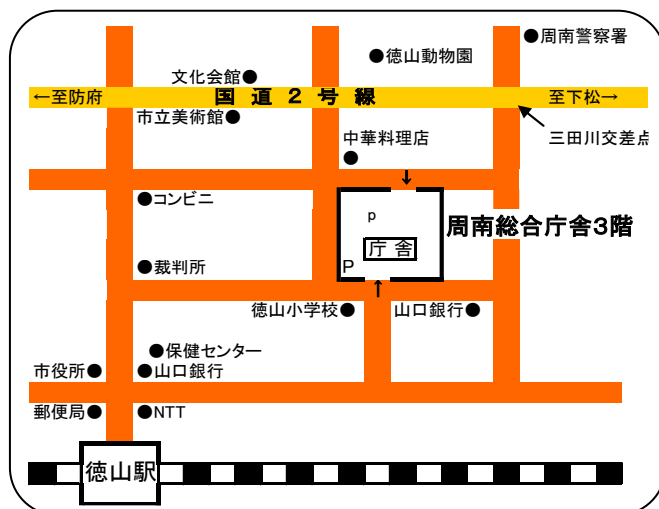 ●周南警察署
●徳山動物園
文化会館●
←至防府
国道２号線
至下松→
市立美術館●
三田川交差点
中華料理店
●
↓
●コンビニ
p
周南総合庁舎3階
庁舎
●裁判所
P
↑
徳山小学校●
山口銀行●
●保健センター
市役所●
●山口銀行
郵便局●
●NTT
徳山駅